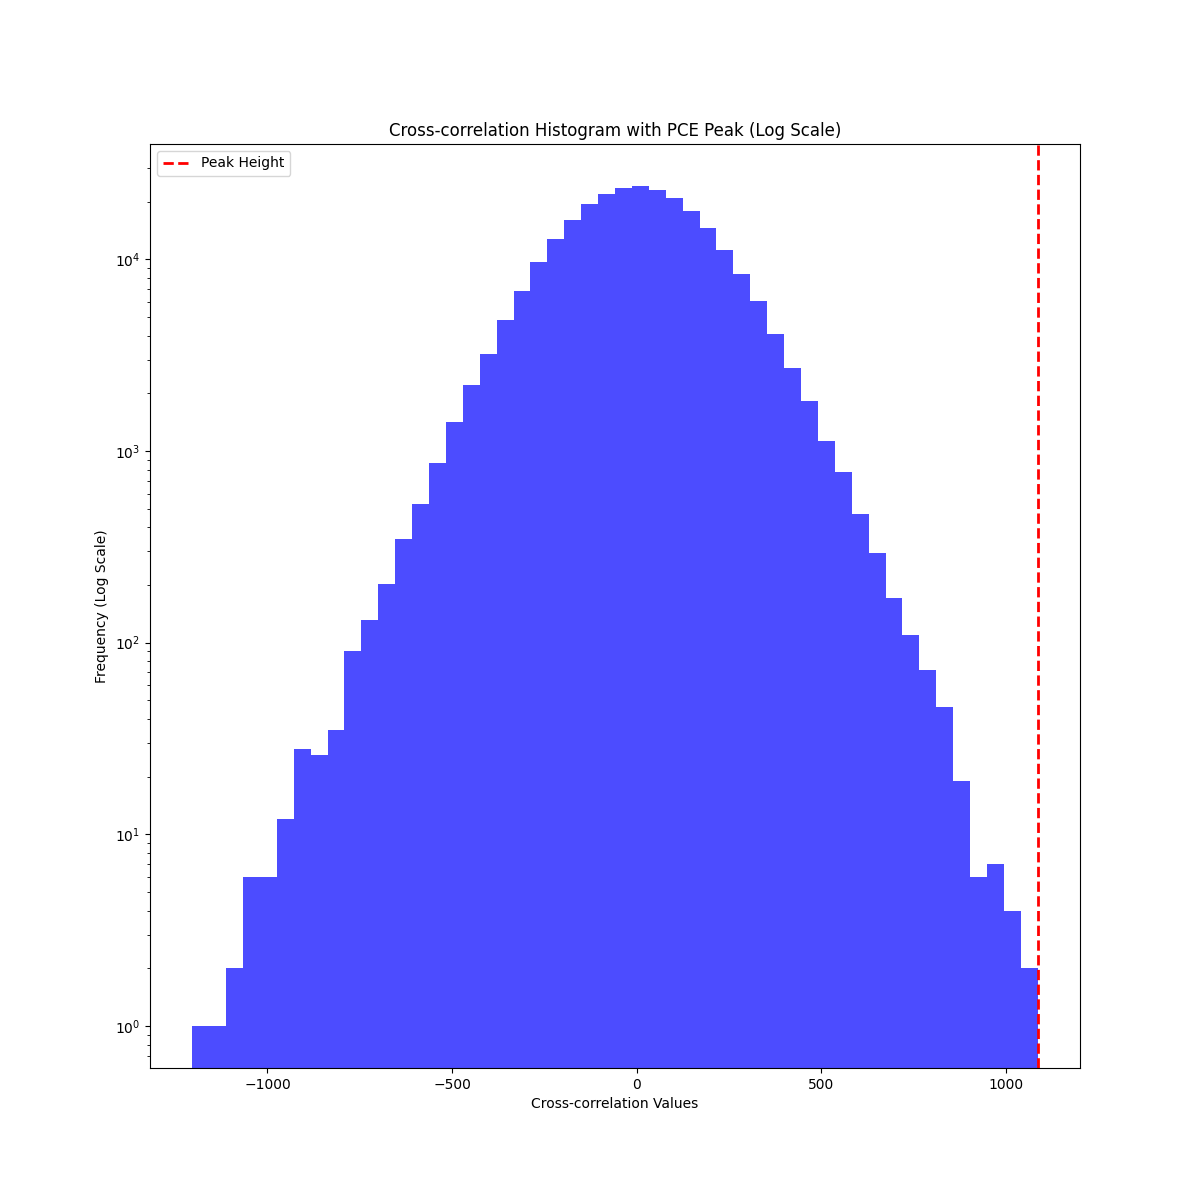 Cross-correlation Histogram with PCE Peak (Log Scale)
Peak Height
Frequency (Log Scale)
10⁴
10³
10²
10¹
10⁰
−1000 −500 0 500 1000
Cross-correlation Values